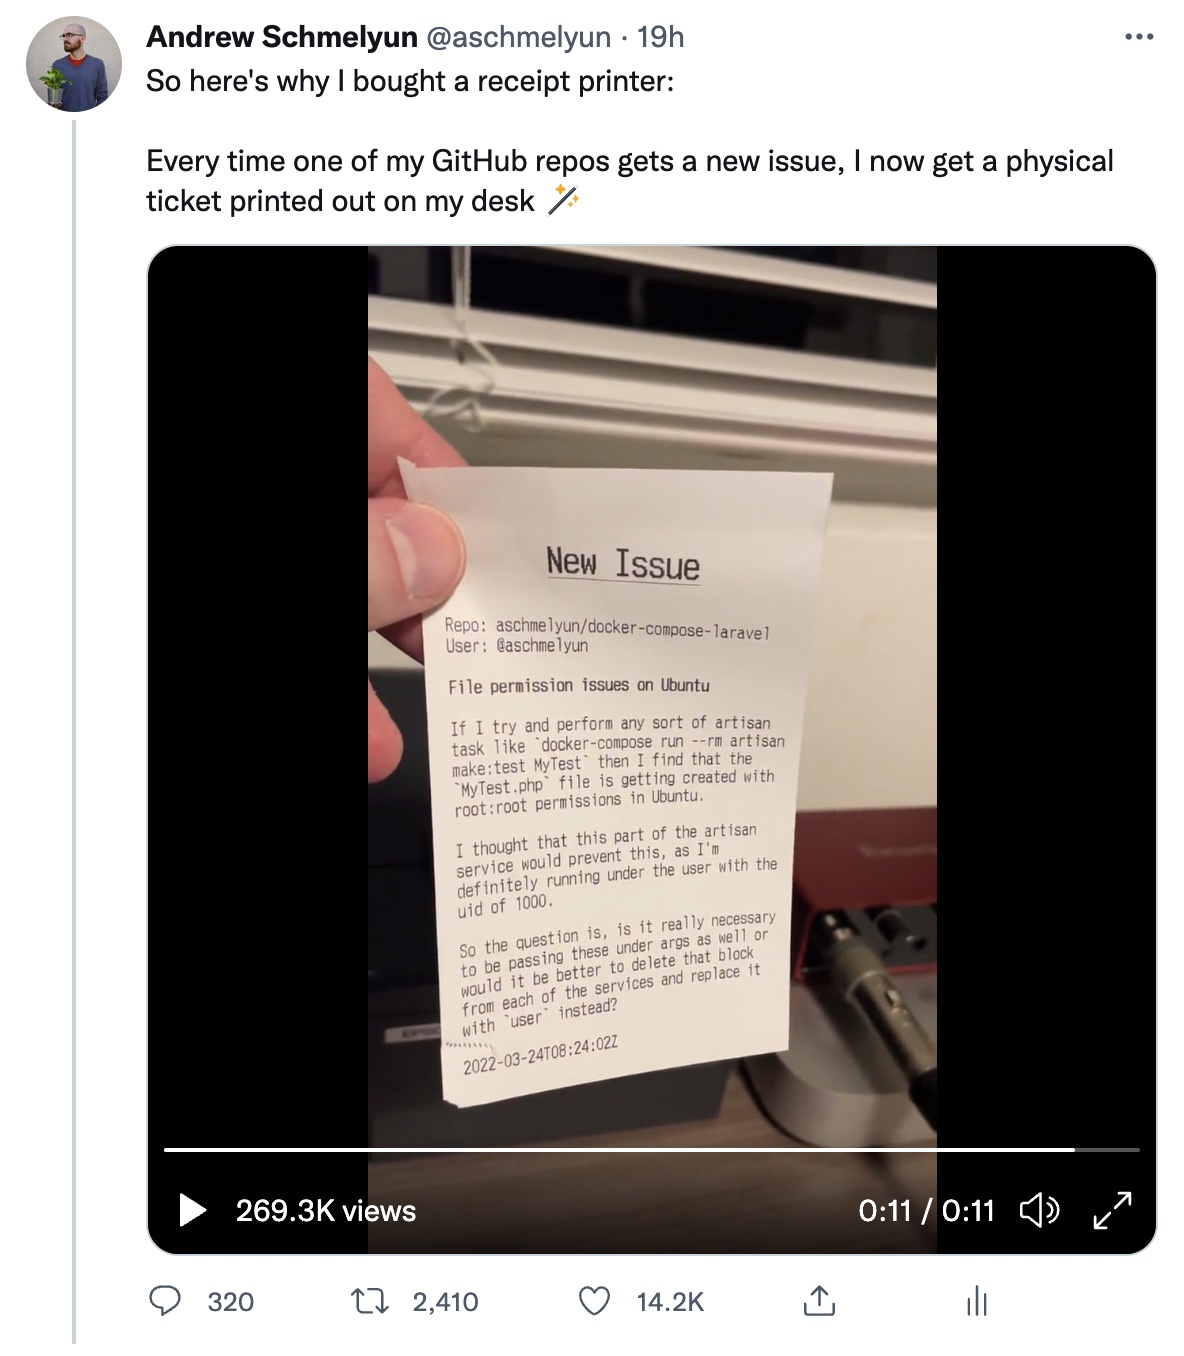 Andrew Schmelyun @aschmelyun · 19h
So here's why I bought a receipt printer:
Every time one of my GitHub repos gets a new issue, I now get a physical
ticket printed out on my desk
New Issue
Repo: aschmelyun/docker-compose-laravel
User: @aschmelyun
File permission issues on Ubuntu
If I try and perform any sort of artisan
task like `docker-compose run --rm artisan
make:test MyTest` then I find that the
`MyTest.php` file is getting created with
root:root permissions in Ubuntu.
I thought that this part of the artisan
service would prevent this, as I'm
definitely running under the user with the
uid of 1000.
So the question is, is it really necessary
to be passing these under args as well or
would it be better to delete that block
from each of the services and replace it
with `user` instead?
2022-03-24T08:24:02Z
269.3K views
0:11 / 0:11
320
2,410
14.2K